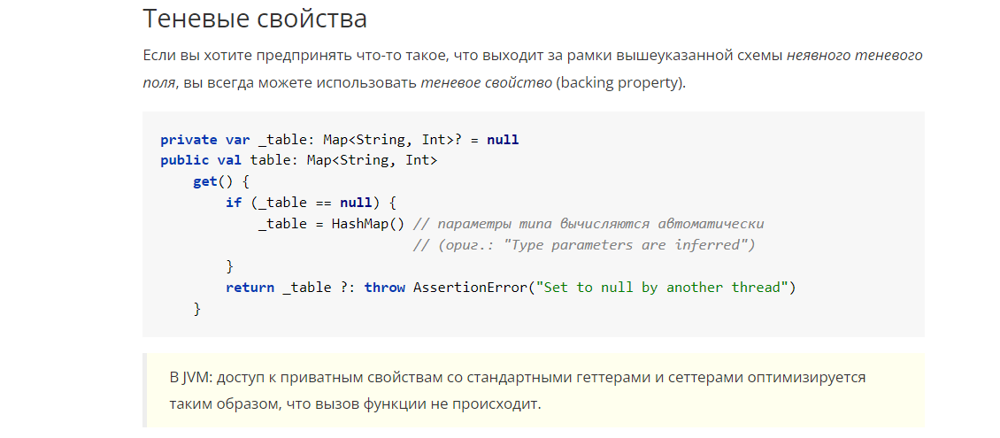 Теневые свойства
Если вы хотите предпринять что-то такое, что выходит за рамки вышеуказанной схемы неявного теневого
поля, вы всегда можете использовать теневое свойство (backing property).
private var _table: Map<String, Int>? = null
public val table: Map<String, Int>
    get() {
        if (_table == null) {
            _table = HashMap() // параметры типа вычисляются автоматически
                               // (ориг.: "Type parameters are inferred")
        }
        return _table ?: throw AssertionError("Set to null by another thread")
    }
В JVM: доступ к приватным свойствам со стандартными геттерами и сеттерами оптимизируется
таким образом, что вызов функции не происходит.